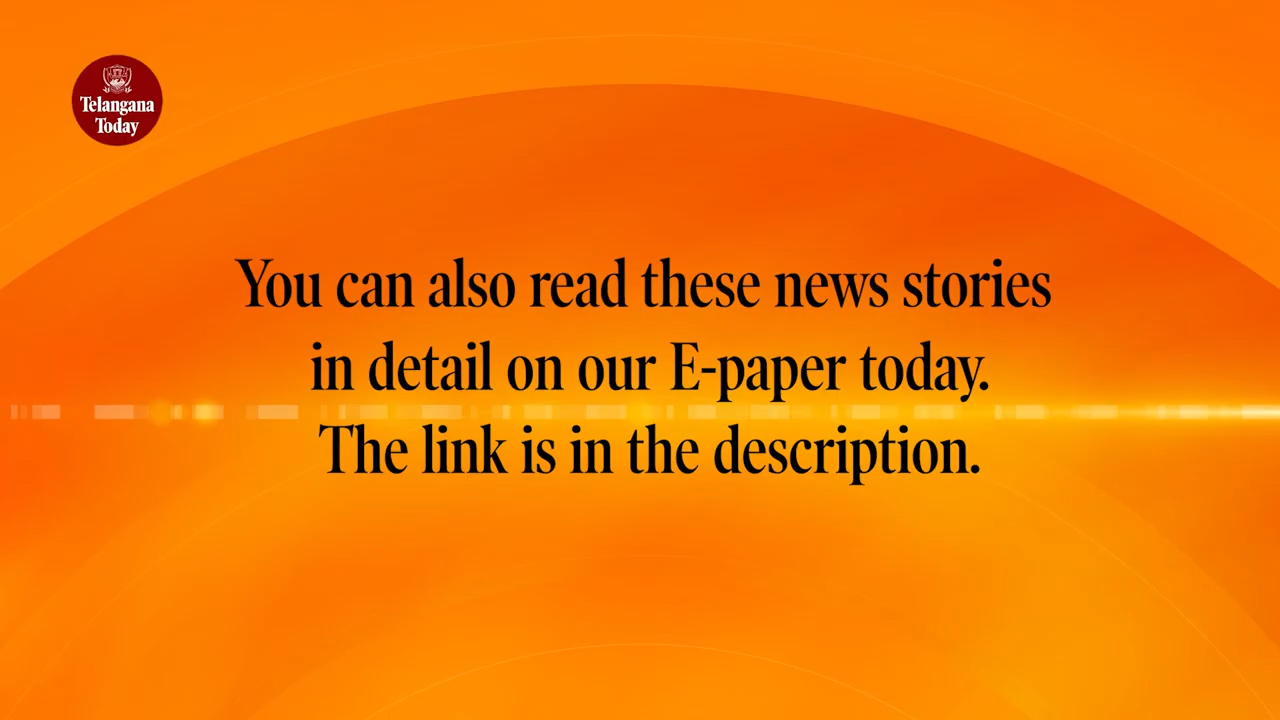 Telangana
Today
You can also read these news stories
in detail on our E-paper today.
The link is in the description.